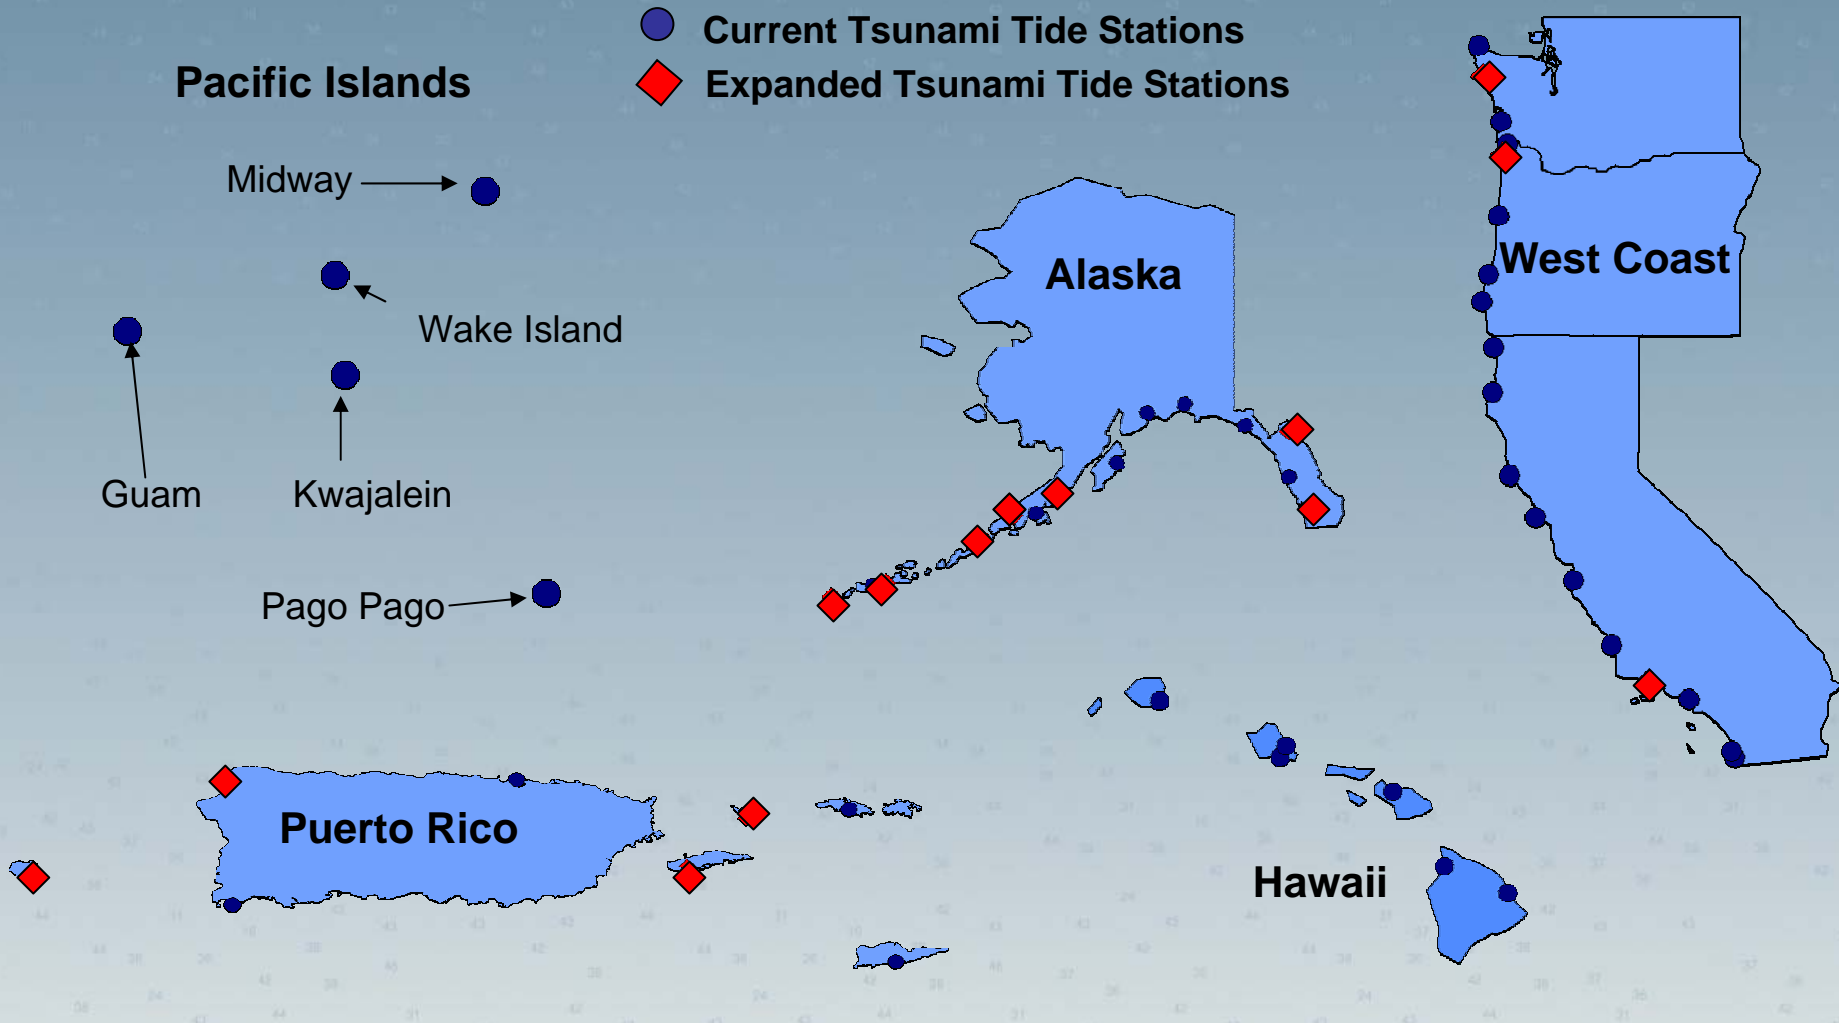 Current Tsunami Tide Stations
Expanded Tsunami Tide Stations
Pacific Islands
Midway
Wake Island
Guam
Kwajalein
Pago Pago
Alaska
West Coast
Puerto Rico
Hawaii